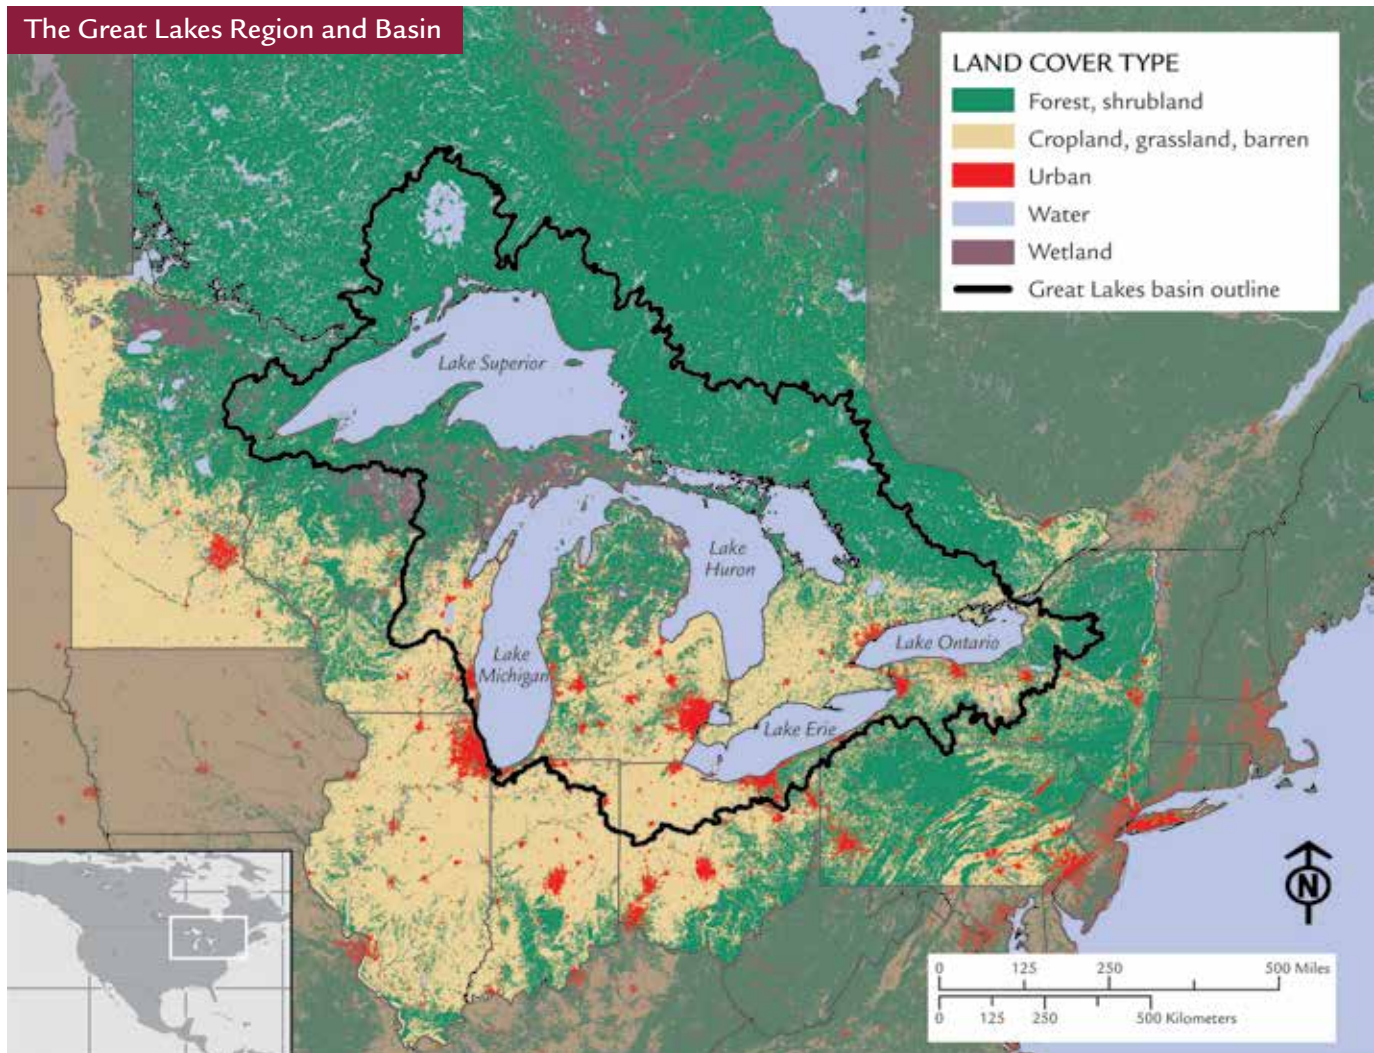 The Great Lakes Region and Basin
LAND COVER TYPE
Forest, shrubland
Cropland, grassland, barren
Urban
Water
Wetland
Great Lakes basin outline
Lake Superior
Lake
Huron
Lake Ontario
Lake
Michigan
Lake Erie
N
0 125 250 500 Miles
0 125 250 500 Kilometers